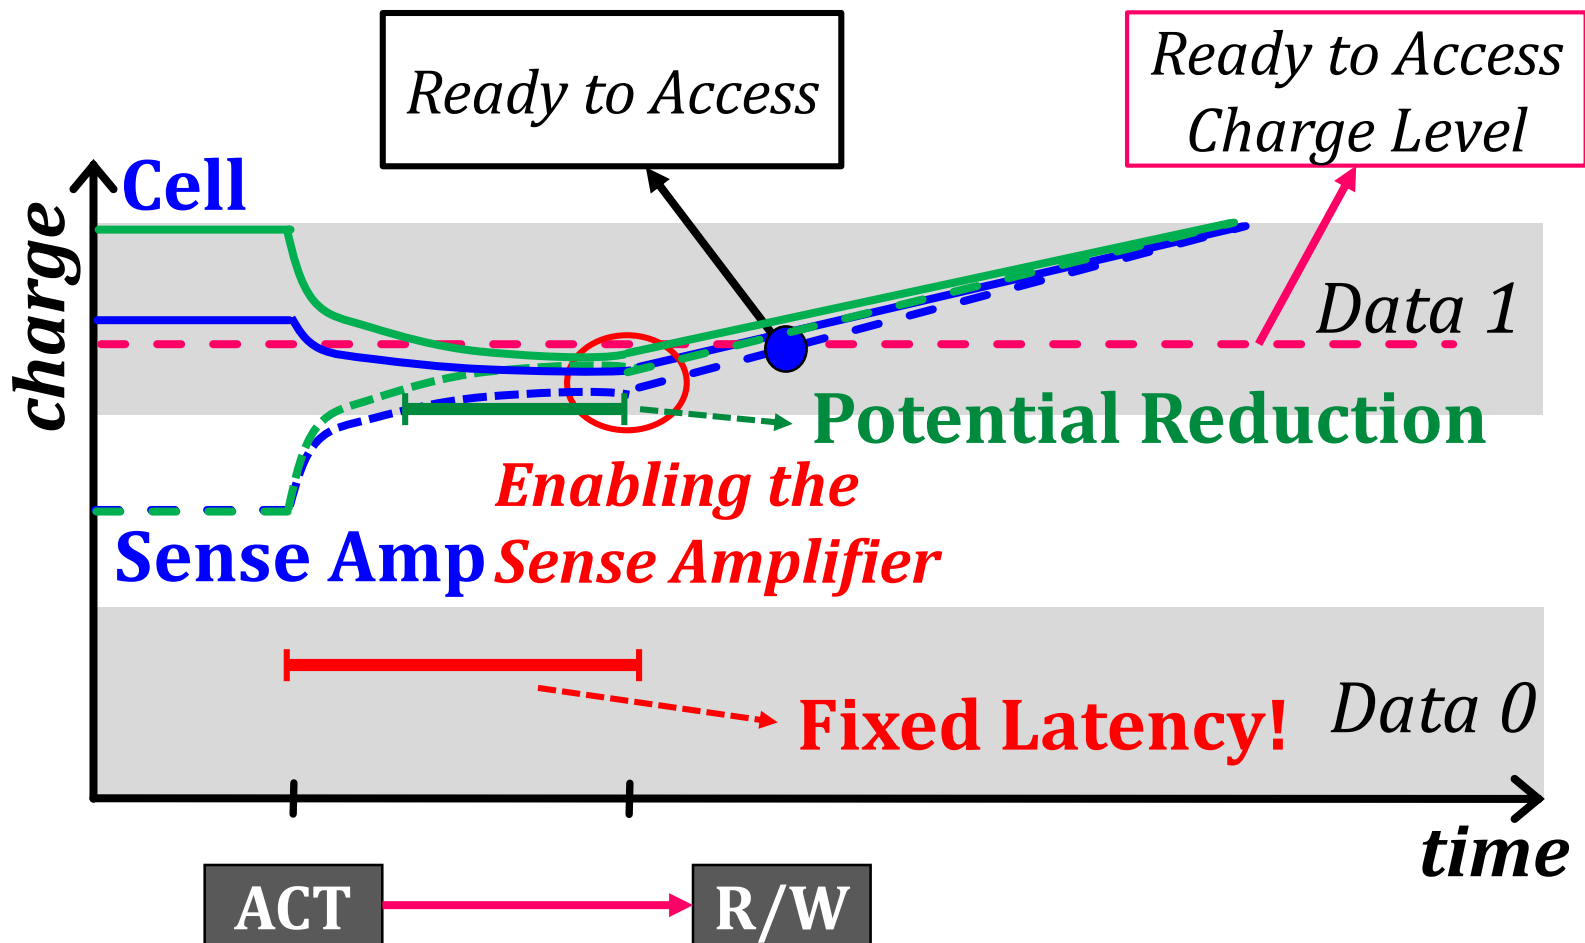 Ready to Access
Ready to Access
Charge Level
Cell
charge
Data 1
Potential Reduction
Enabling the
Sense Amplifier
Sense Amp
Data 0
Fixed Latency!
time
ACT
R/W